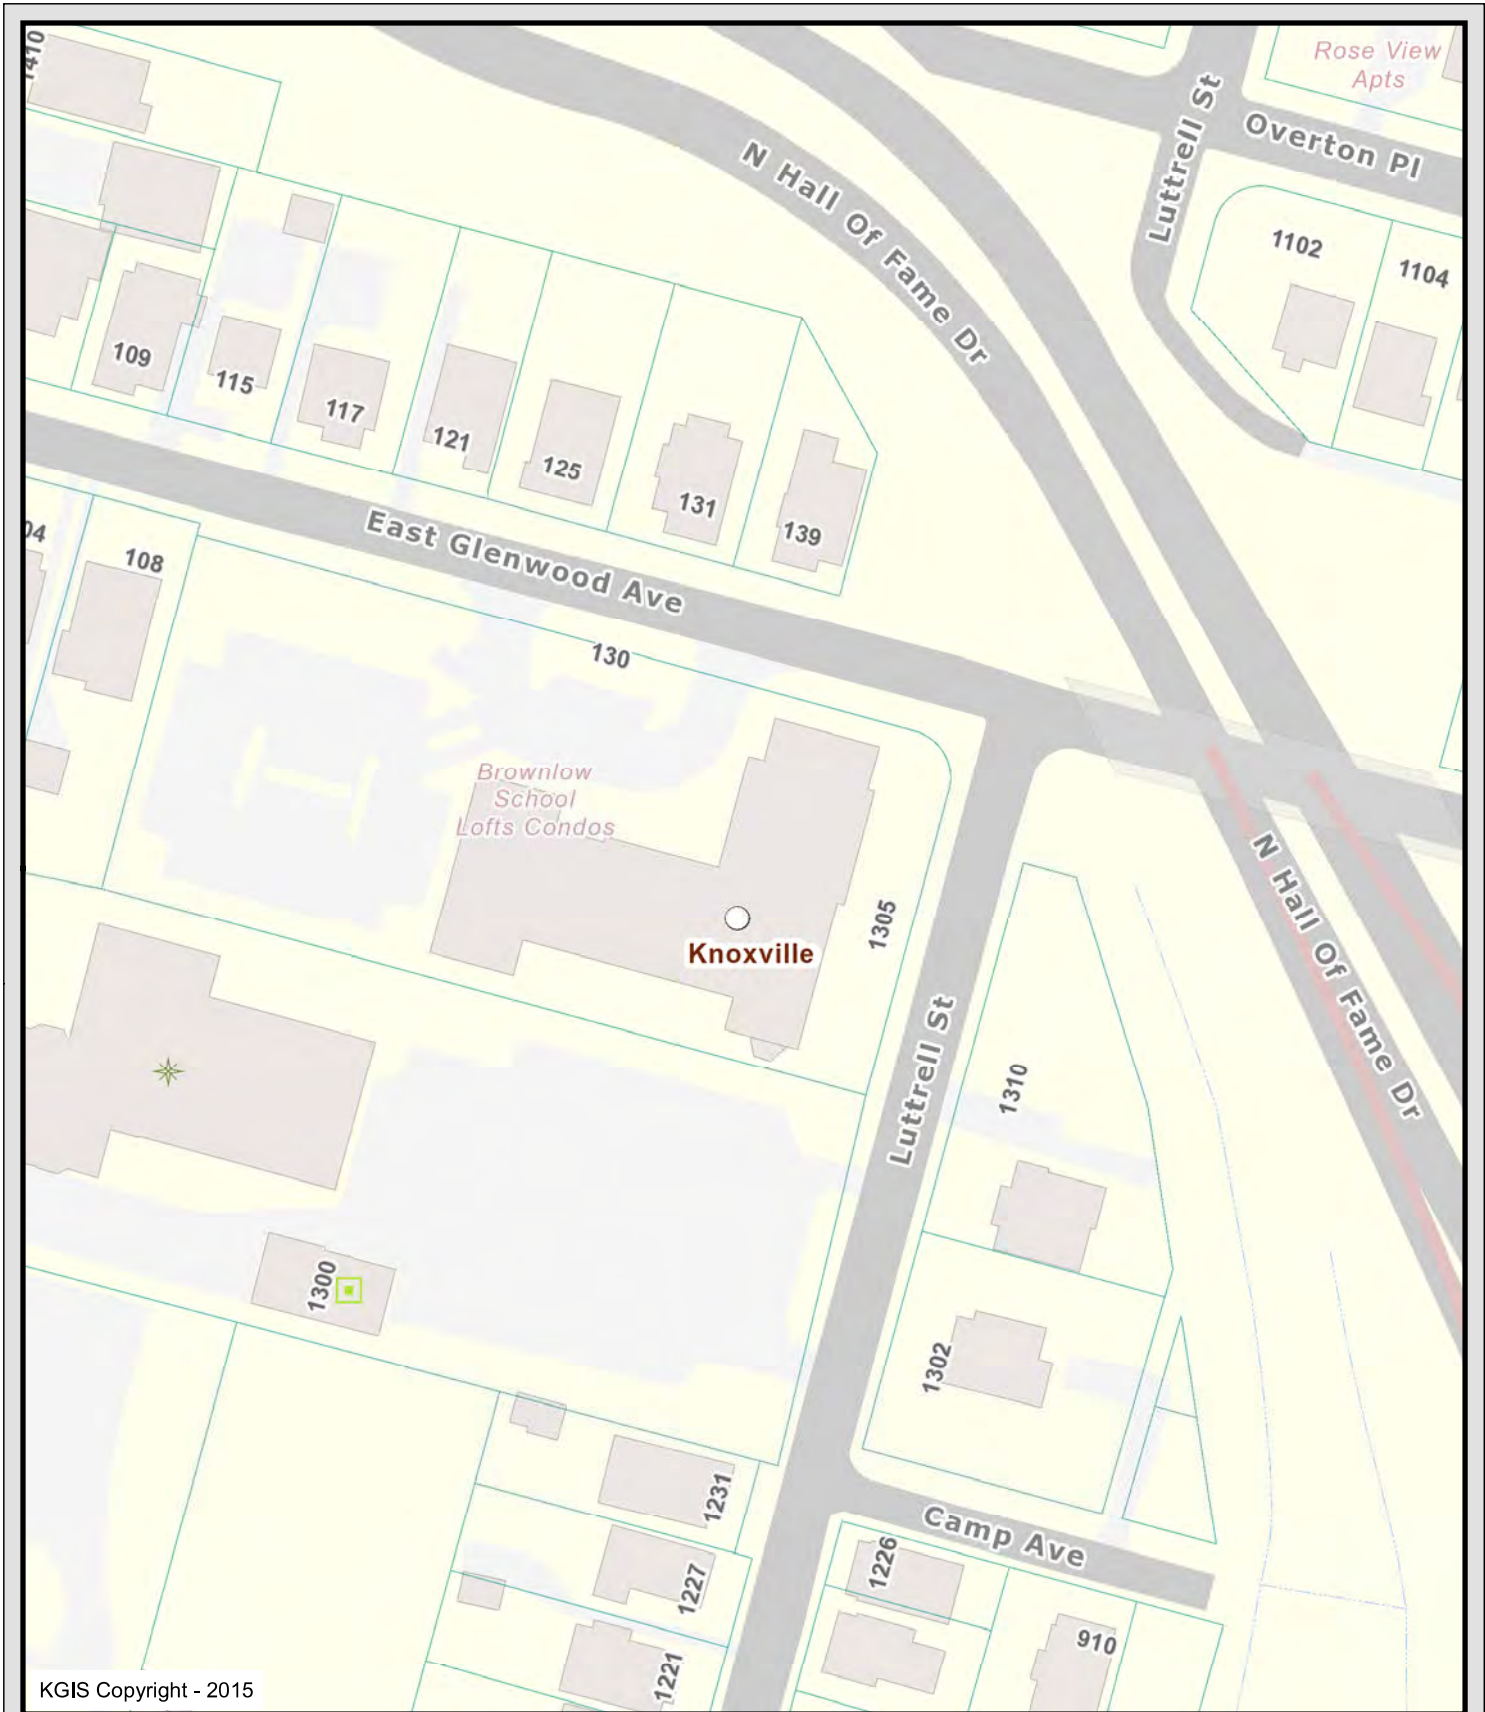 1410
Rose View
Apts
Luttrell St
Overton Pl
N Hall Of Fame Dr
1102
1104
109
115
117
121
125
131
139
East Glenwood Ave
04
108
130
Brownlow
School
Lofts Condos
Knoxville
1305
N Hall Of Fame Dr
Luttrell St
1310
1300
1302
1231
Camp Ave
1226
1227
1221
910
KGIS Copyright - 2015